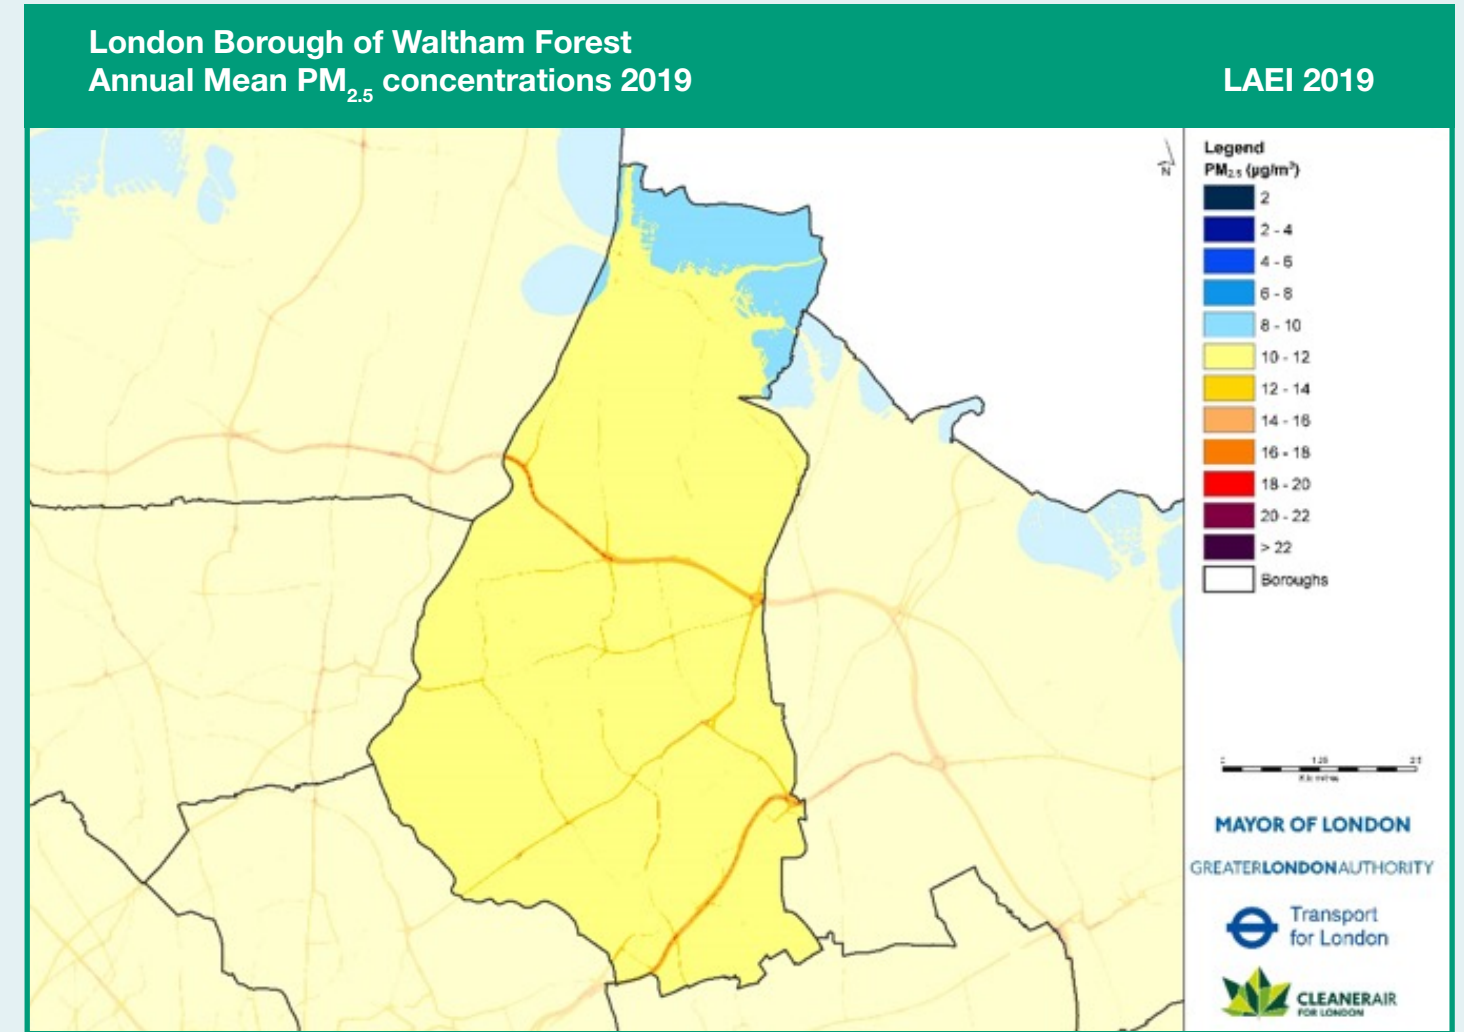 London Borough of Waltham Forest
Annual Mean PM2.5 concentrations 2019
LAEI 2019
N
Legend
PM2.5 (µg/m³)
2
2 - 4
4 - 6
6 - 8
8 - 10
10 - 12
12 - 14
14 - 16
16 - 18
18 - 20
20 - 22
> 22
Boroughs
MAYOR OF LONDON
GREATERLONDONAUTHORITY
Transport
for London
CLEANERAIR
FOR LONDON